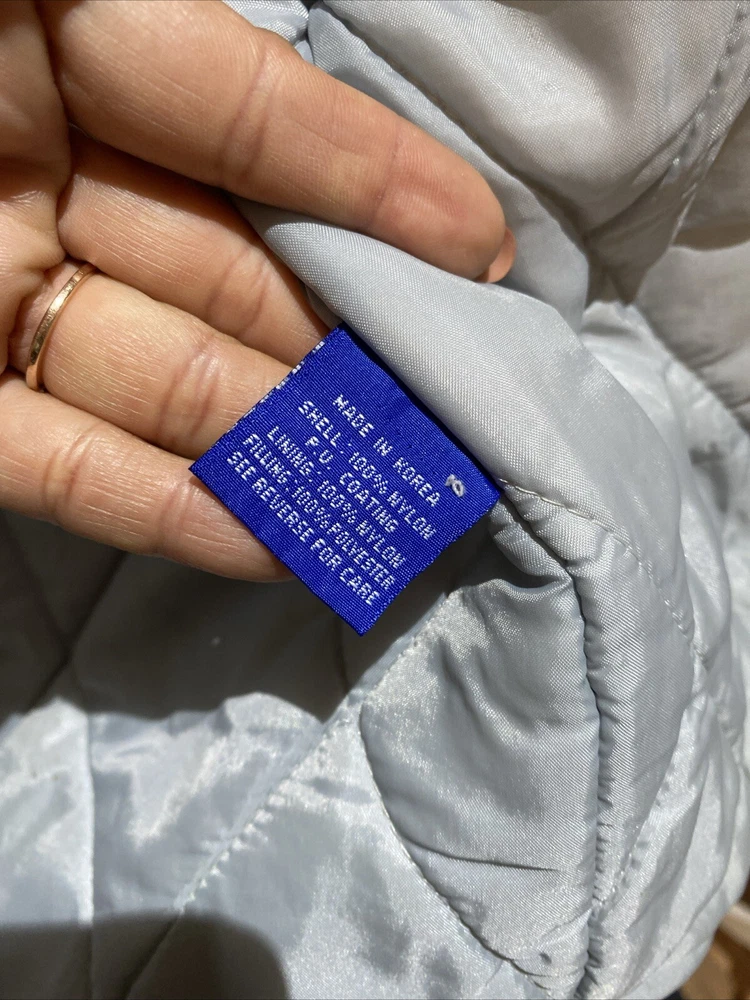 MADE IN KOREA
SHELL: 100% NYLON
P.U. COATING
LINING: 100% NYLON
FILLING: 100% POLYESTER
SEE REVERSE FOR CARE